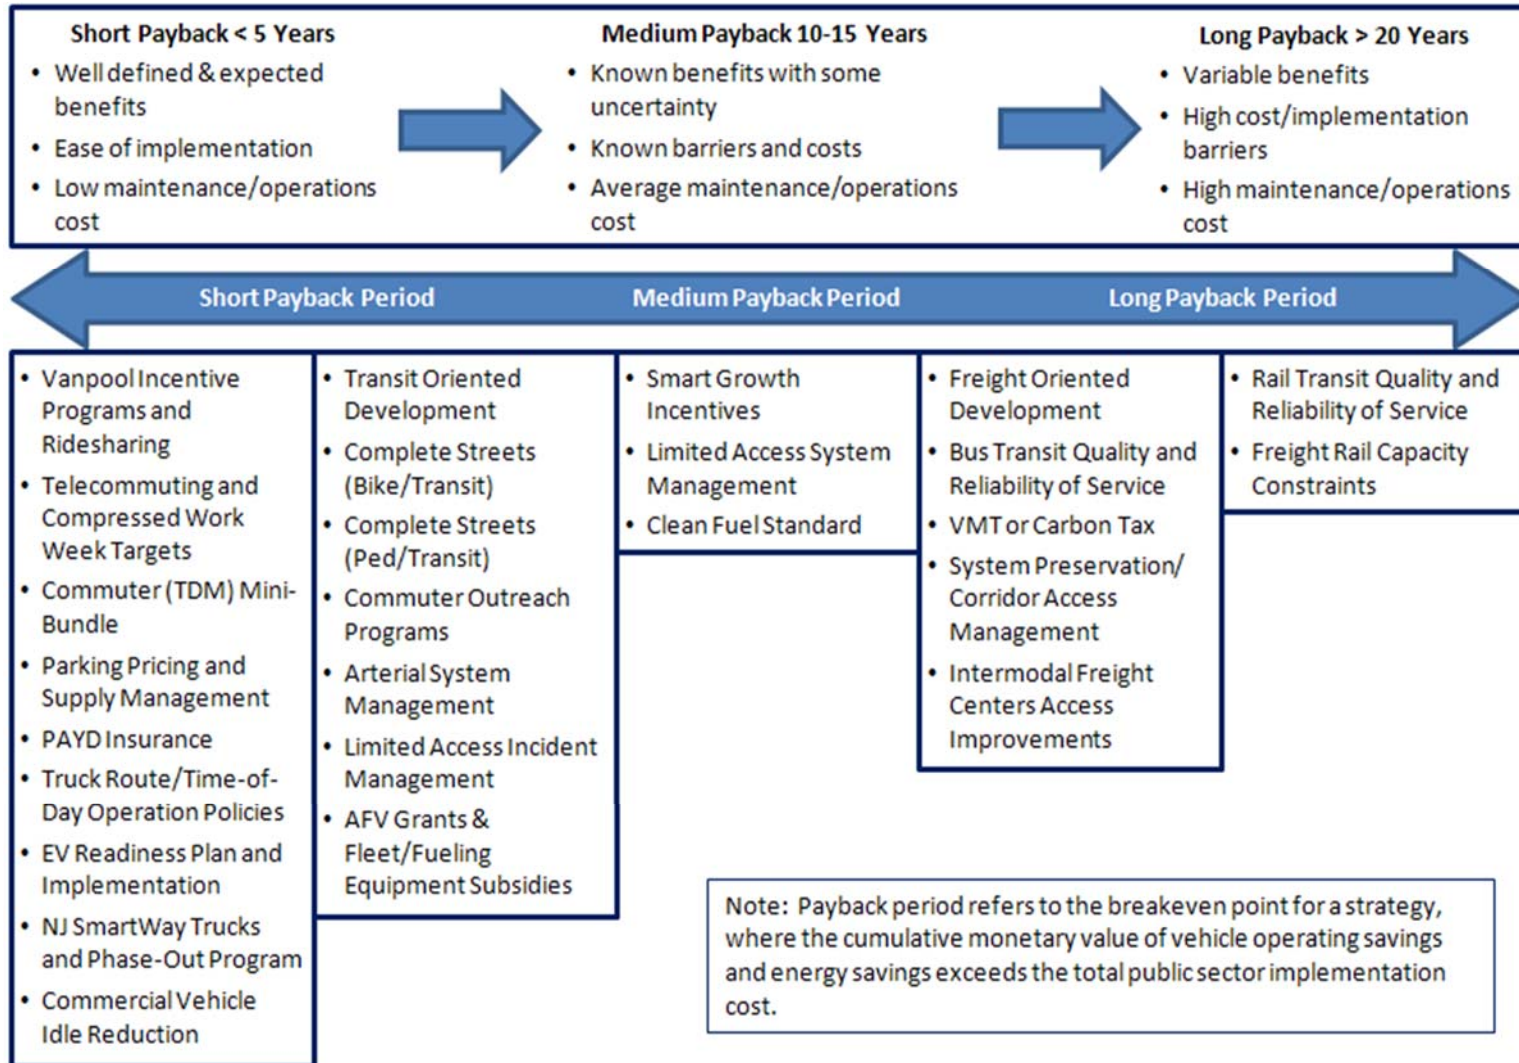 Short Payback < 5 Years
• Well defined & expected
benefits
• Ease of implementation
• Low maintenance/operations
cost
Medium Payback 10-15 Years
• Known benefits with some
uncertainty
• Known barriers and costs
• Average maintenance/operations
cost
Long Payback > 20 Years
• Variable benefits
• High cost/implementation
barriers
• High maintenance/operations
cost
Short Payback Period
Medium Payback Period
Long Payback Period
• Vanpool Incentive
Programs and
Ridesharing
• Telecommuting and
Compressed Work
Week Targets
• Commuter (TDM) Mini-
Bundle
• Parking Pricing and
Supply Management
• PAYD Insurance
• Truck Route/Time-of-
Day Operation Policies
• EV Readiness Plan and
Implementation
• NJ SmartWay Trucks
and Phase-Out Program
• Commercial Vehicle
Idle Reduction
• Transit Oriented
Development
• Complete Streets
(Bike/Transit)
• Complete Streets
(Ped/Transit)
• Commuter Outreach
Programs
• Arterial System
Management
• Limited Access Incident
Management
• AFV Grants &
Fleet/Fueling
Equipment Subsidies
• Smart Growth
Incentives
• Limited Access System
Management
• Clean Fuel Standard
• Freight Oriented
Development
• Bus Transit Quality and
Reliability of Service
• VMT or Carbon Tax
• System Preservation/
Corridor Access
Management
• Intermodal Freight
Centers Access
Improvements
• Rail Transit Quality and
Reliability of Service
• Freight Rail Capacity
Constraints
Note: Payback period refers to the breakeven point for a strategy,
where the cumulative monetary value of vehicle operating savings
and energy savings exceeds the total public sector implementation
cost.